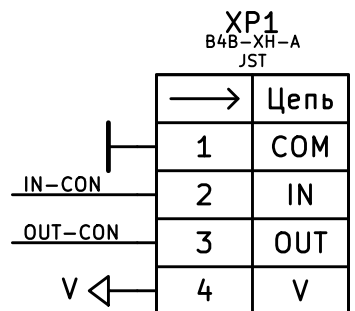 XP1
B4B-XH-A
JST
Цепь
1 COM
IN-CON 2 IN
OUT-CON 3 OUT
V 4 V